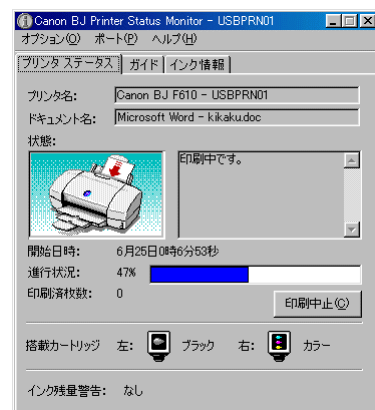 Canon BJ Printer Status Monitor - USBPRN01
オプション(O) ポート(P) ヘルプ(H)
プリンタ ステータス ガイド インク情報
プリンタ名: Canon BJ F610 - USBPRN01
ドキュメント名: Microsoft Word - kikaku.doc
状態:
印刷中です。
開始日時: 6月25日0時6分53秒
進行状況: 47%
印刷済枚数: 0
印刷中止(C)
搭載カートリッジ 左: ブラック 右: カラー
インク残量警告: なし